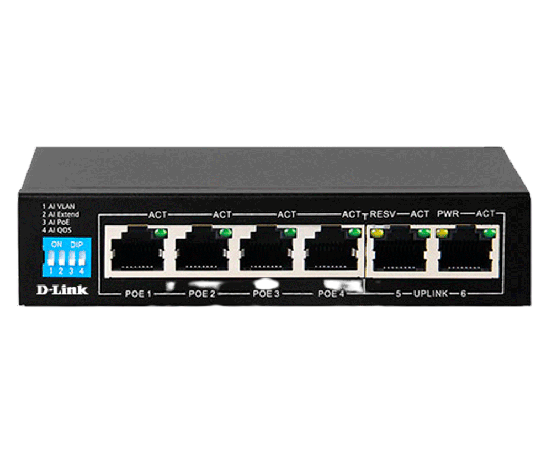 1 AI VLAN
2 AI Extend
3 AI PoE
4 AI QOS
ON DIP
1 2 3 4
D-Link
ACT ACT ACT ACT RESV ACT PWR ACT
POE 1 POE 2 POE 3 POE 4 5 UPLINK 6